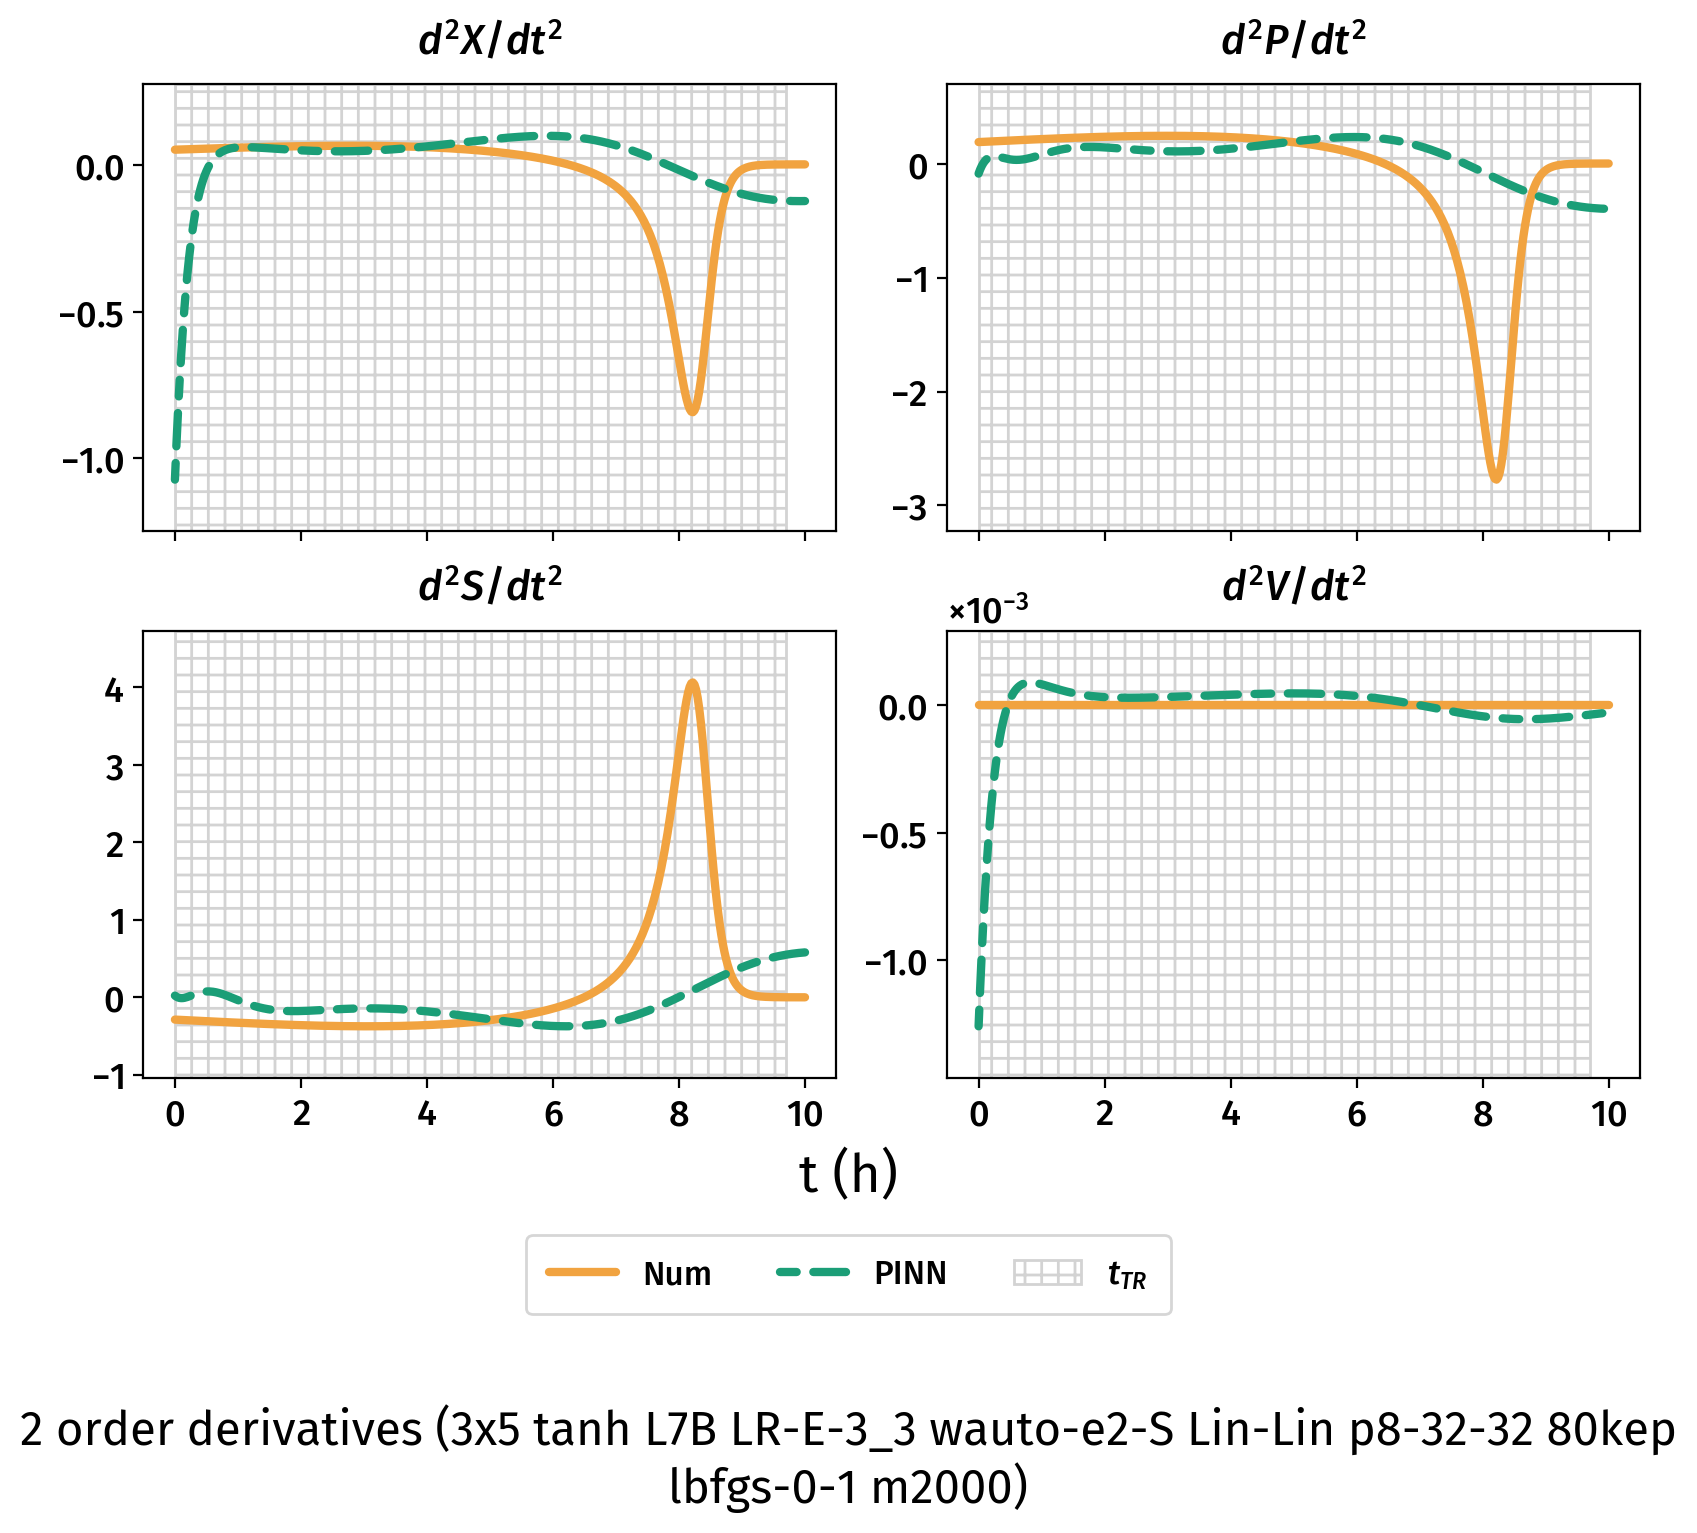 d²X/dt²
d²P/dt²
0.0
−0.5
−1.0
0
−1
−2
−3
d²S/dt²
d²V/dt²
×10⁻³
4
3
2
1
0
−1
0.0
−0.5
−1.0
0 2 4 6 8 10
0 2 4 6 8 10
t (h)
Num PINN t_TR
2 order derivatives (3x5 tanh L7B LR-E-3_3 wauto-e2-S Lin-Lin p8-32-32 80kep
lbfgs-0-1 m2000)